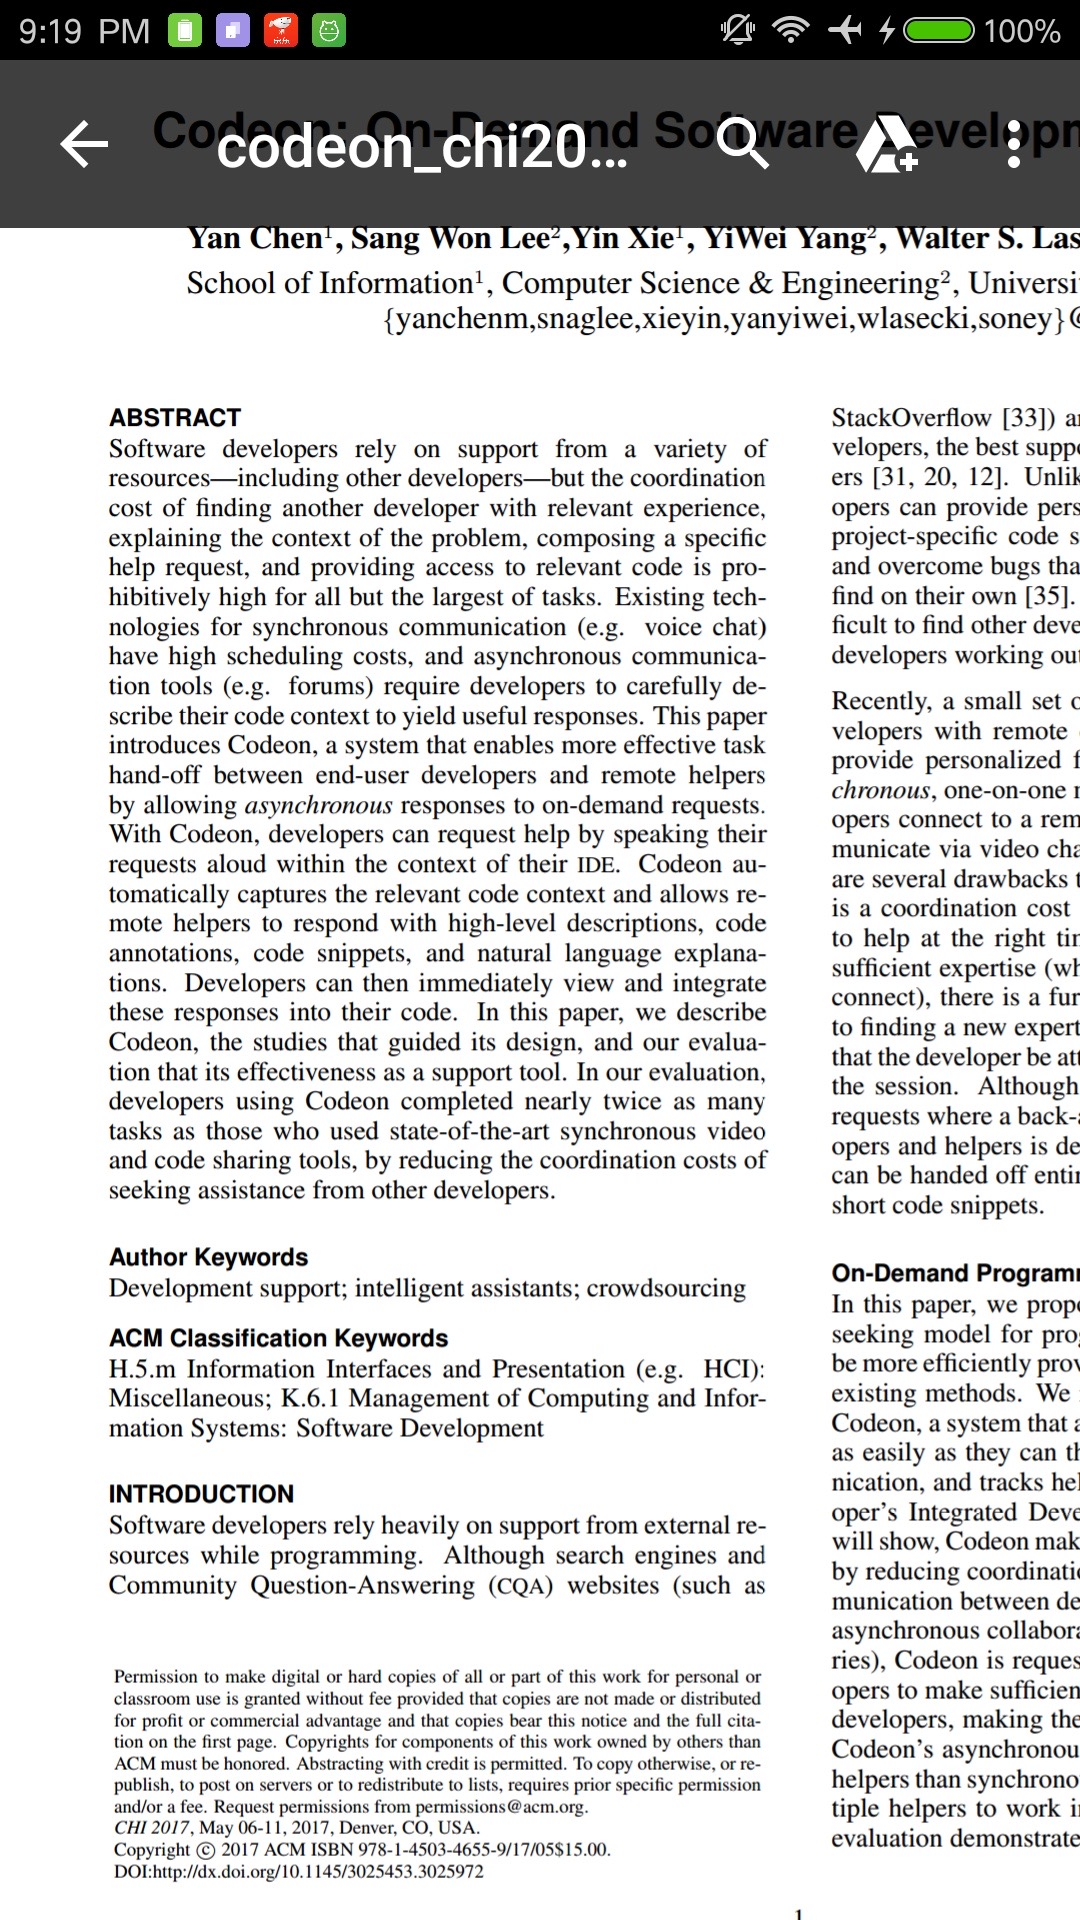 9:19 PM
100%
codeon_chi20...
Codeon: On-Demand Software Developm
Yan Chen¹, Sang Won Lee²,Yin Xie¹, YiWei Yang², Walter S. Las
School of Information¹, Computer Science & Engineering², Universi
{yanchenm,snaglee,xieyin,yanyiwei,wlasecki,soney}@
ABSTRACT
Software developers rely on support from a variety of
resources—including other developers—but the coordination
cost of finding another developer with relevant experience,
explaining the context of the problem, composing a specific
help request, and providing access to relevant code is pro-
hibitively high for all but the largest of tasks. Existing tech-
nologies for synchronous communication (e.g. voice chat)
have high scheduling costs, and asynchronous communica-
tion tools (e.g. forums) require developers to carefully de-
scribe their code context to yield useful responses. This paper
introduces Codeon, a system that enables more effective task
hand-off between end-user developers and remote helpers
by allowing asynchronous responses to on-demand requests.
With Codeon, developers can request help by speaking their
requests aloud within the context of their IDE. Codeon au-
tomatically captures the relevant code context and allows re-
mote helpers to respond with high-level descriptions, code
annotations, code snippets, and natural language explana-
tions. Developers can then immediately view and integrate
these responses into their code. In this paper, we describe
Codeon, the studies that guided its design, and our evalua-
tion that its effectiveness as a support tool. In our evaluation,
developers using Codeon completed nearly twice as many
tasks as those who used state-of-the-art synchronous video
and code sharing tools, by reducing the coordination costs of
seeking assistance from other developers.
Author Keywords
Development support; intelligent assistants; crowdsourcing
ACM Classification Keywords
H.5.m Information Interfaces and Presentation (e.g. HCI):
Miscellaneous; K.6.1 Management of Computing and Infor-
mation Systems: Software Development
INTRODUCTION
Software developers rely heavily on support from external re-
sources while programming. Although search engines and
Community Question-Answering (CQA) websites (such as
Permission to make digital or hard copies of all or part of this work for personal or
classroom use is granted without fee provided that copies are not made or distributed
for profit or commercial advantage and that copies bear this notice and the full cita-
tion on the first page. Copyrights for components of this work owned by others than
ACM must be honored. Abstracting with credit is permitted. To copy otherwise, or re-
publish, to post on servers or to redistribute to lists, requires prior specific permission
and/or a fee. Request permissions from permissions@acm.org.
CHI 2017, May 06-11, 2017, Denver, CO, USA.
Copyright © 2017 ACM ISBN 978-1-4503-4655-9/17/05$15.00.
DOI:http://dx.doi.org/10.1145/3025453.3025972
StackOverflow [33]) a
velopers, the best supp
ers [31, 20, 12]. Unlik
opers can provide pers
project-specific code s
and overcome bugs tha
find on their own [35].
ficult to find other deve
developers working out
Recently, a small set o
velopers with remote
provide personalized f
chronous, one-on-one
opers connect to a rem
municate via video cha
are several drawbacks t
is a coordination cost
to help at the right tin
sufficient expertise (wh
connect), there is a fur
to finding a new expert
that the developer be att
the session. Although
requests where a back-a
opers and helpers is de
can be handed off entir
short code snippets.
On-Demand Program
In this paper, we prop
seeking model for prog
be more efficiently prov
existing methods. We
Codeon, a system that a
as easily as they can th
nication, and tracks hel
oper's Integrated Deve
will show, Codeon mak
by reducing coordinatio
munication between de
asynchronous collabora
ries), Codeon is reques
opers to make sufficien
developers, making the
Codeon's asynchronou
helpers than synchrono
tiple helpers to work i
evaluation demonstrate
1